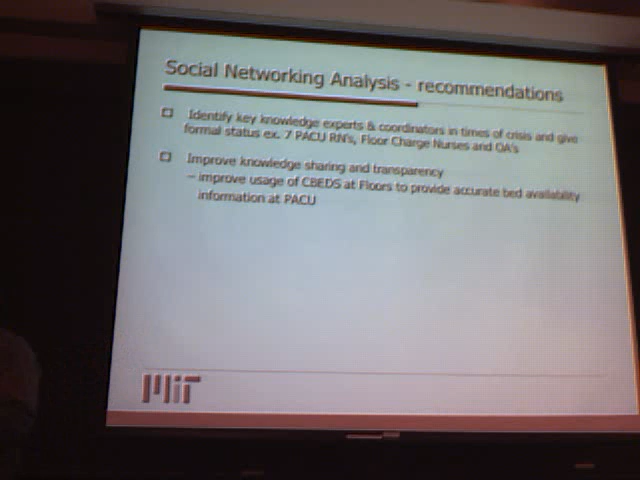 Social Networking Analysis - recommendations
Identify key knowledge experts & coordinators in times of crisis and give
formal status ex. 7 PACU RN's, Floor Charge Nurses and OA's
Improve knowledge sharing and transparency
– improve usage of CBEDS at Floors to provide accurate bed availability
information at PACU
MIT